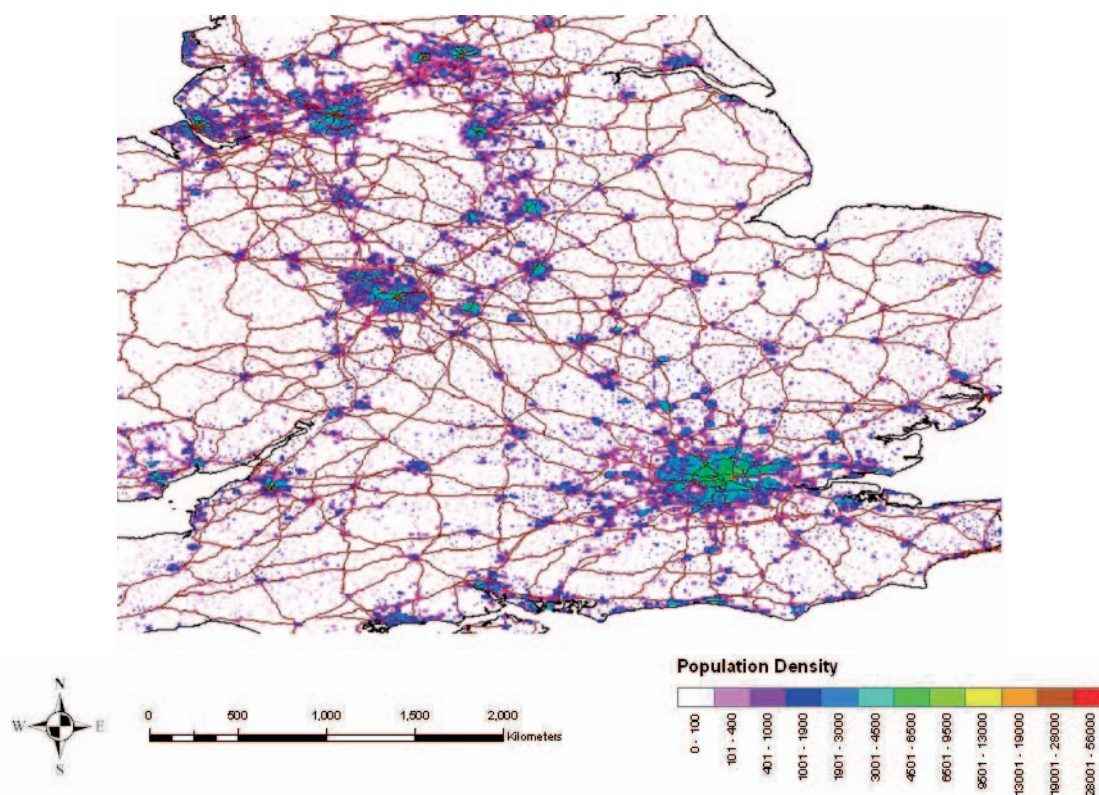 Population Density
N
W E
S
0 500 1,000 1,500 2,000
Kilometers
0 - 100
101 - 400
401 - 1000
1001 - 1900
1901 - 3000
3001 - 4500
4501 - 6500
6501 - 9500
9501 - 13000
13001 - 19000
19001 - 28000
28001 - 56000